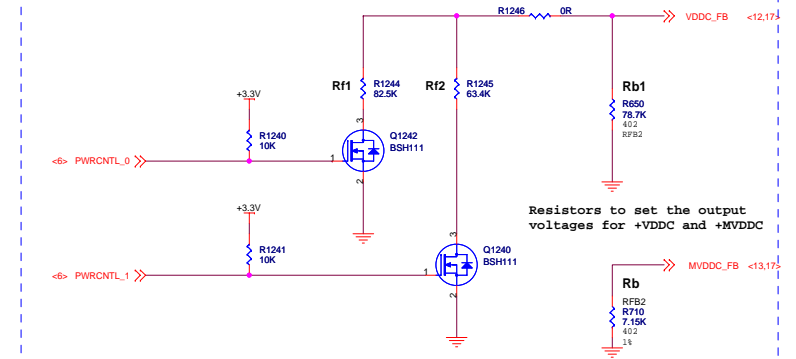 R1246 0R
VDDC_FB <12,17>
Rf1
R1244
82.5K
Rf2
R1245
63.4K
Rb1
R650
78.7K
402
RFB2
+3.3V
R1240
10K
3
Q1242
BSH111
<6> PWRCNTL_0
1
2
+3.3V
R1241
10K
Resistors to set the output
voltages for +VDDC and +MVDDC
3
Q1240
BSH111
<6> PWRCNTL_1
1
2
MVDDC_FB <13,17>
Rb
RFB2
R710
7.15K
402
1%